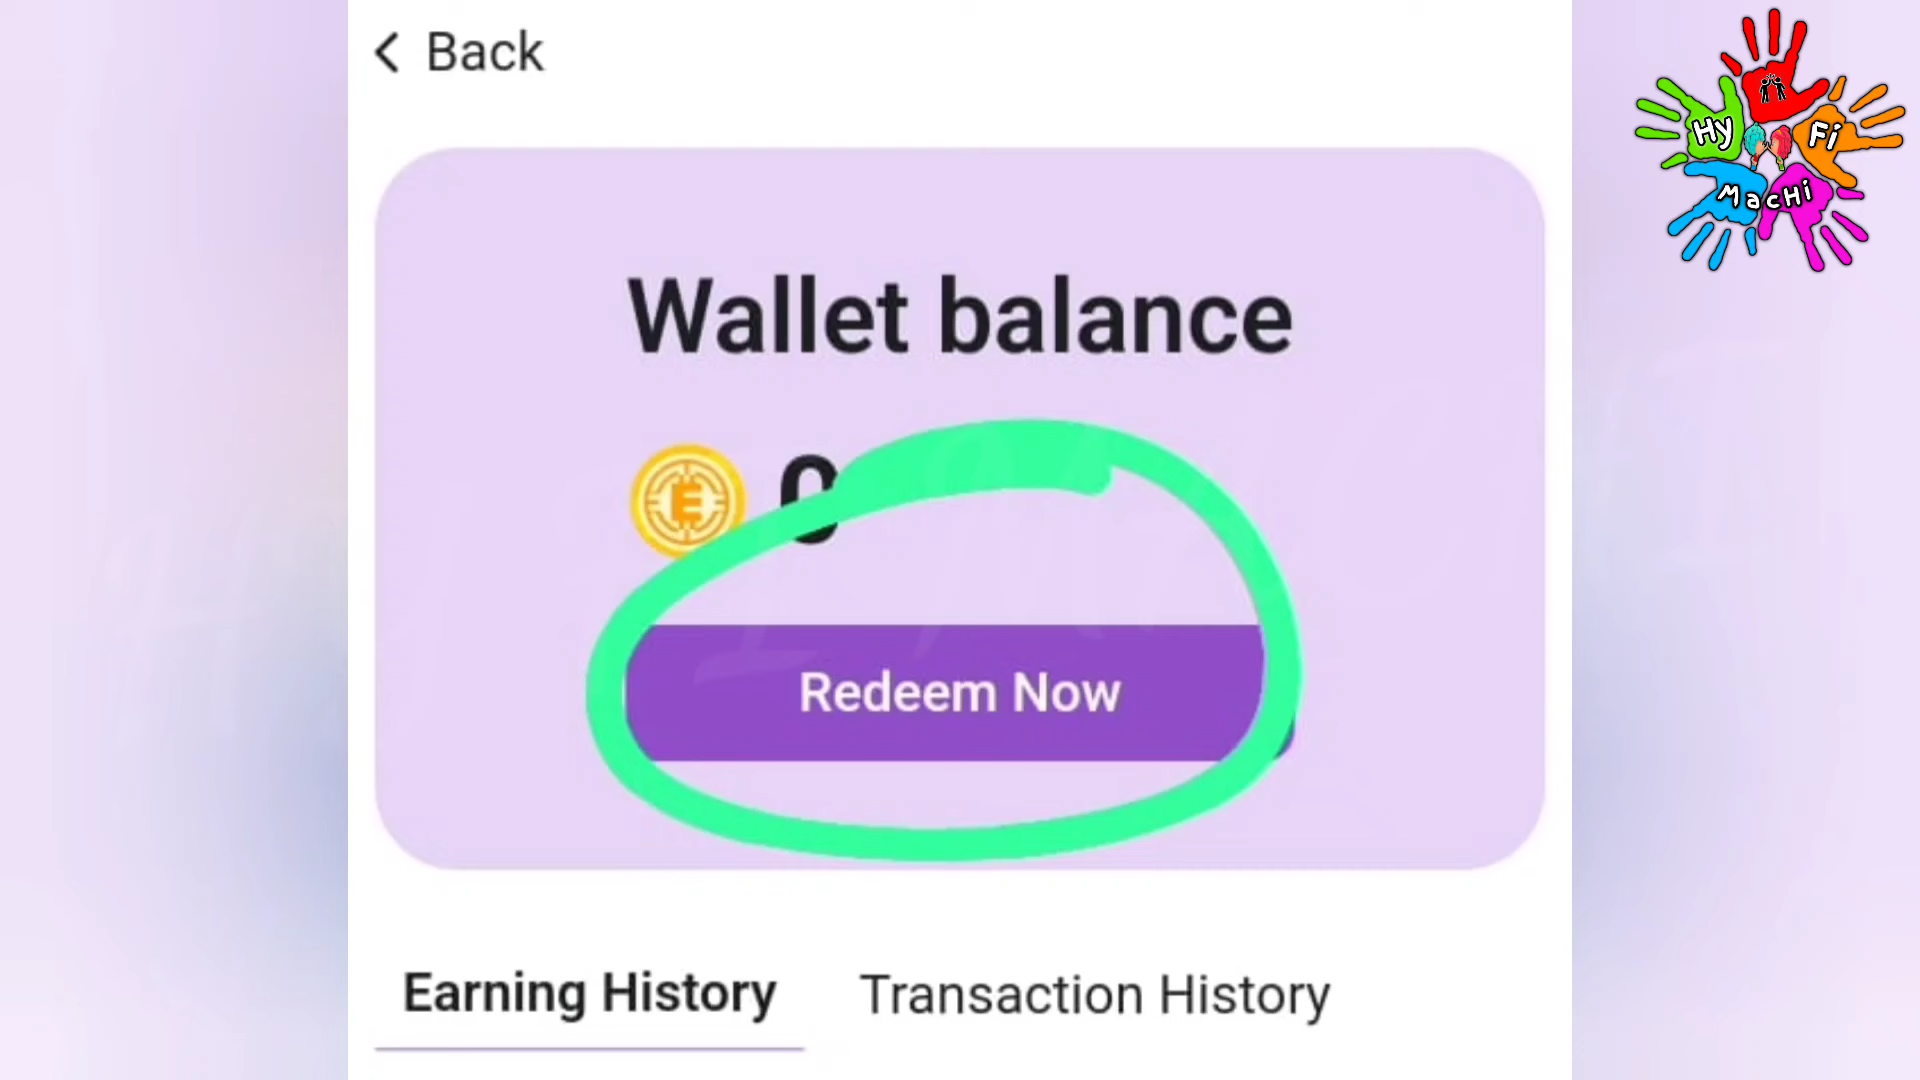 Back
Hy
Fi
MacHi
Wallet balance
E 0
Redeem Now
Earning History
Transaction History